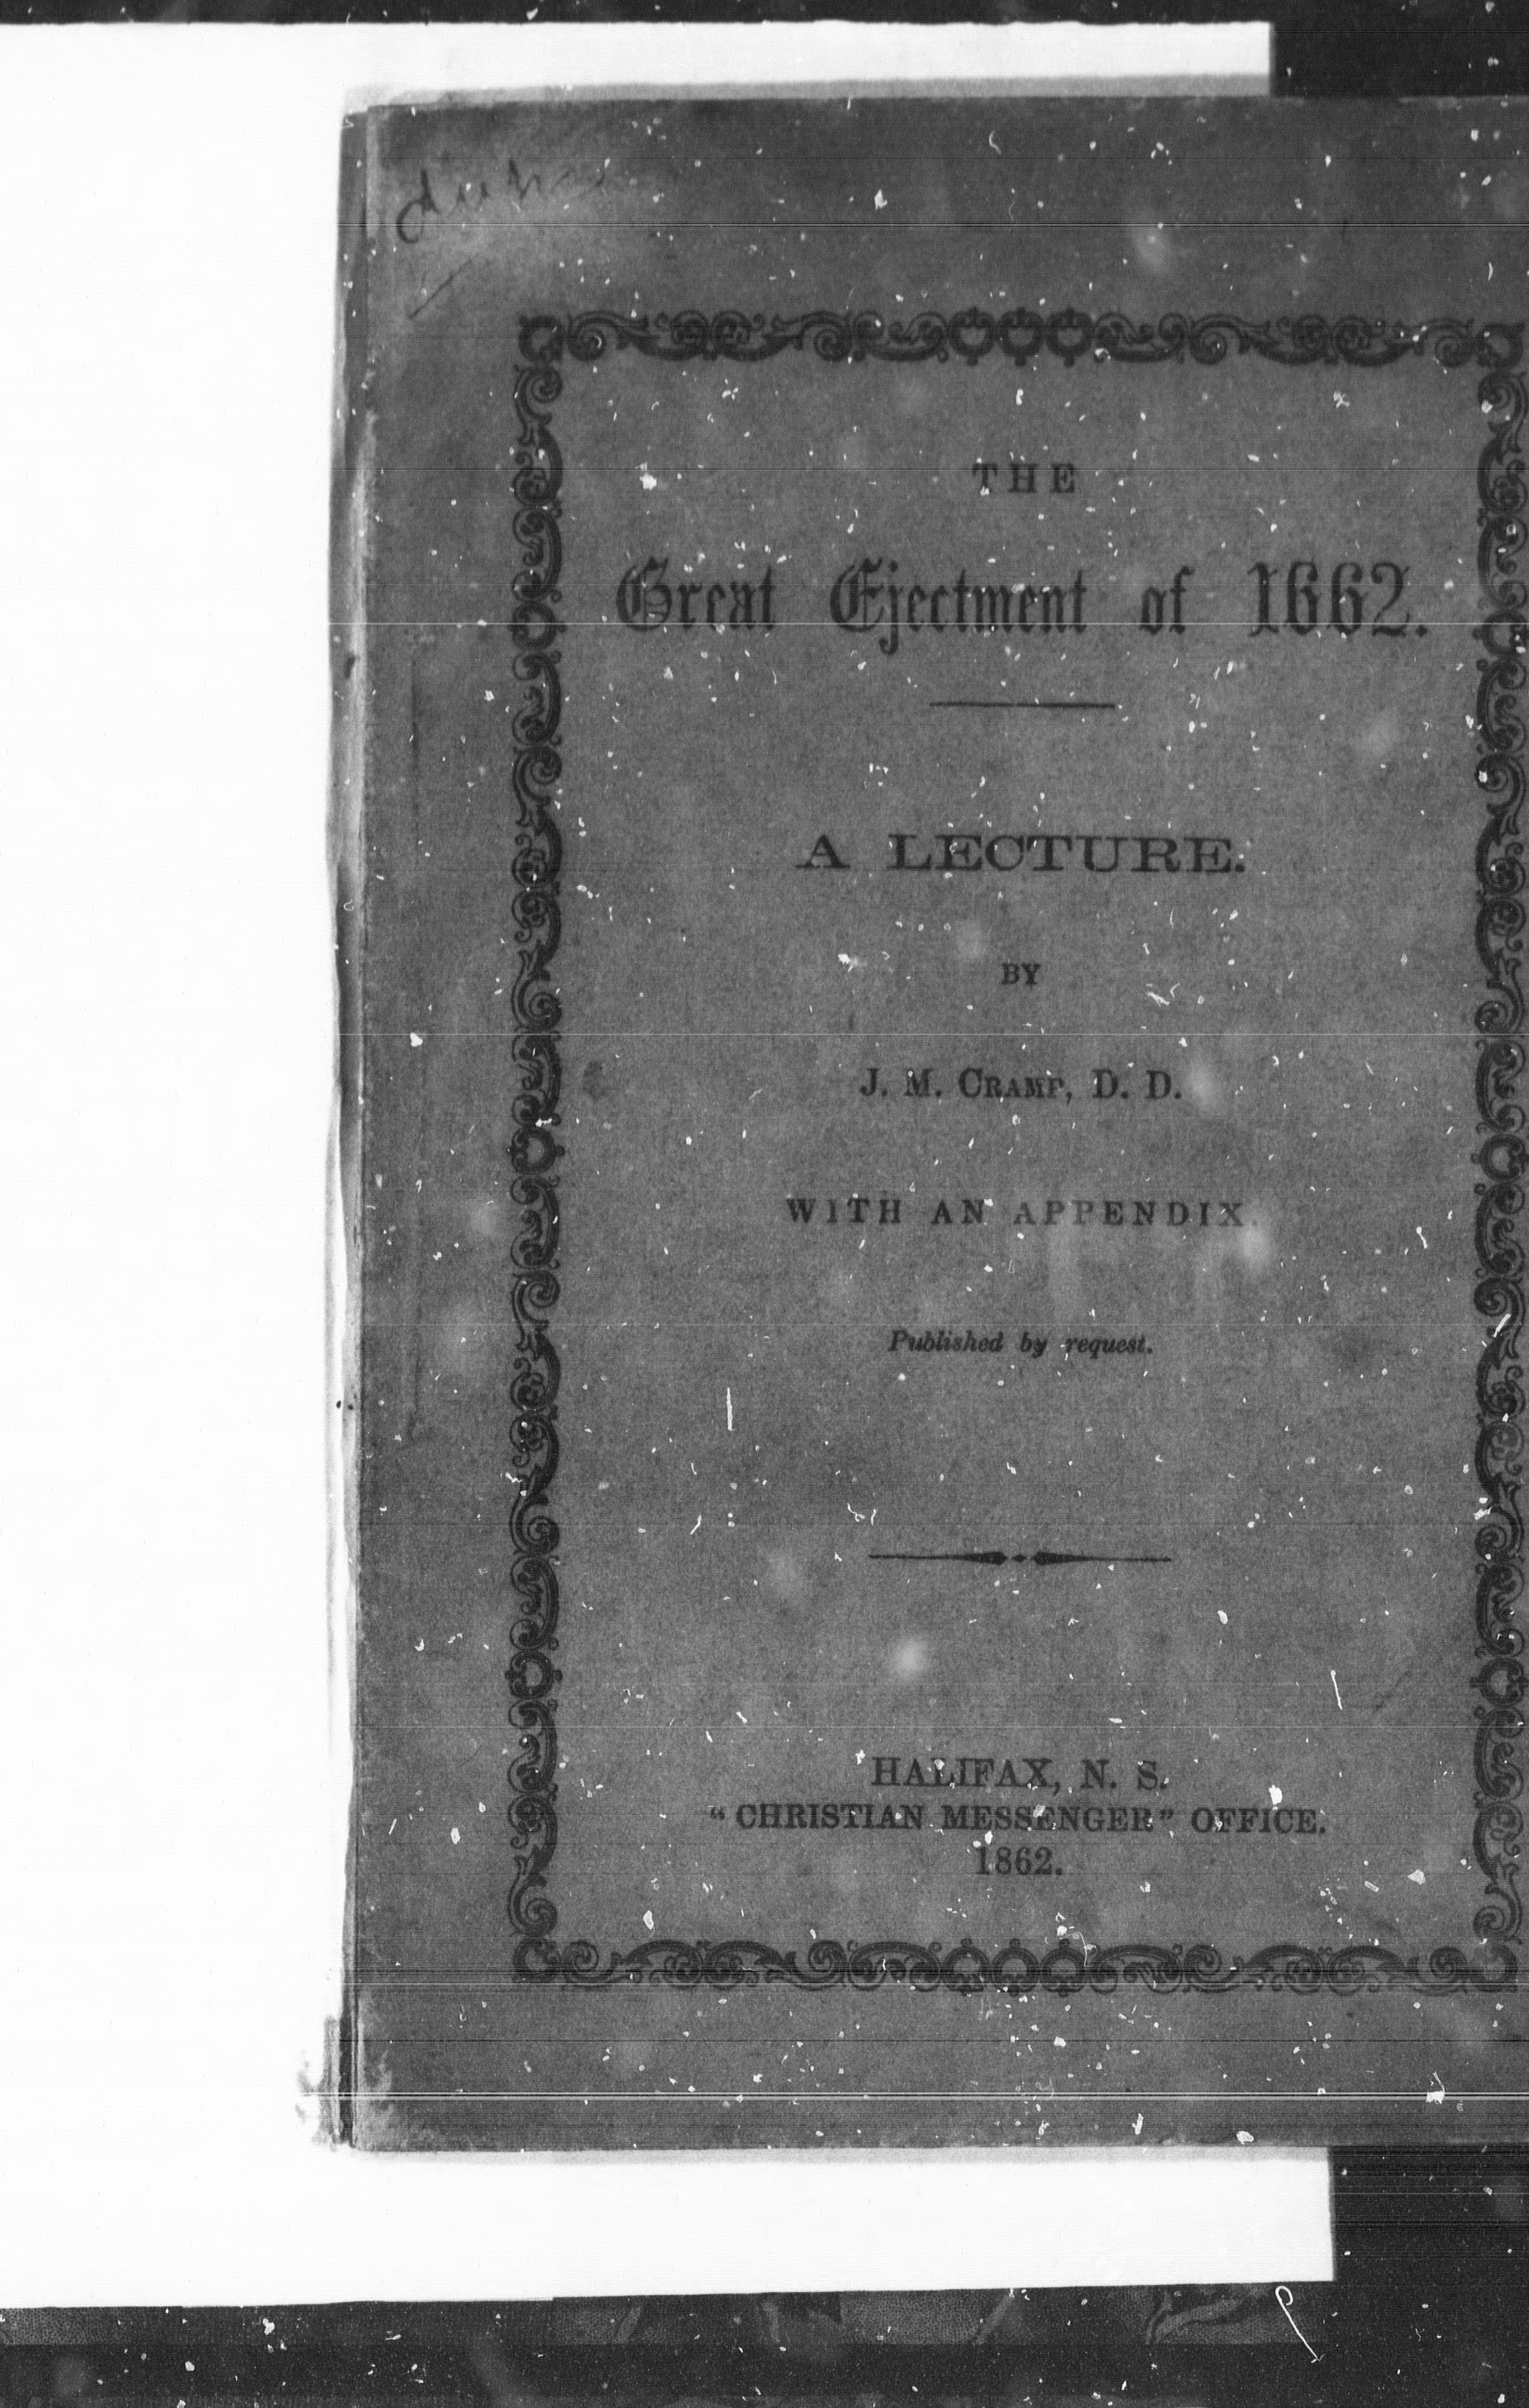 THE
Great Ejectment of 1662.
A LECTURE.
BY
J. M. CRAMP, D. D.
WITH AN APPENDIX.
Published by request.
HALIFAX, N. S.
"CHRISTIAN MESSENGER" OFFICE.
1862.